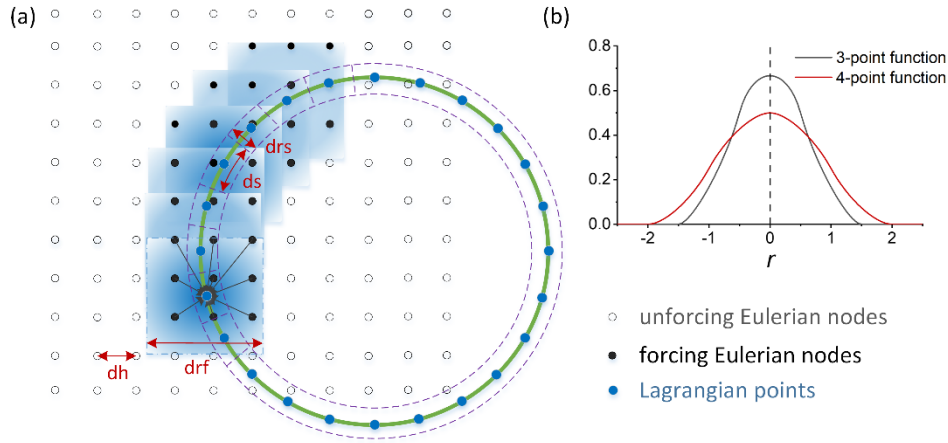 (a)
drs
ds
dh
drf
(b)
0.8
0.6
0.4
0.2
0.0
3-point function
4-point function
-2 -1 0 1 2
r
unforcing Eulerian nodes
forcing Eulerian nodes
Lagrangian points